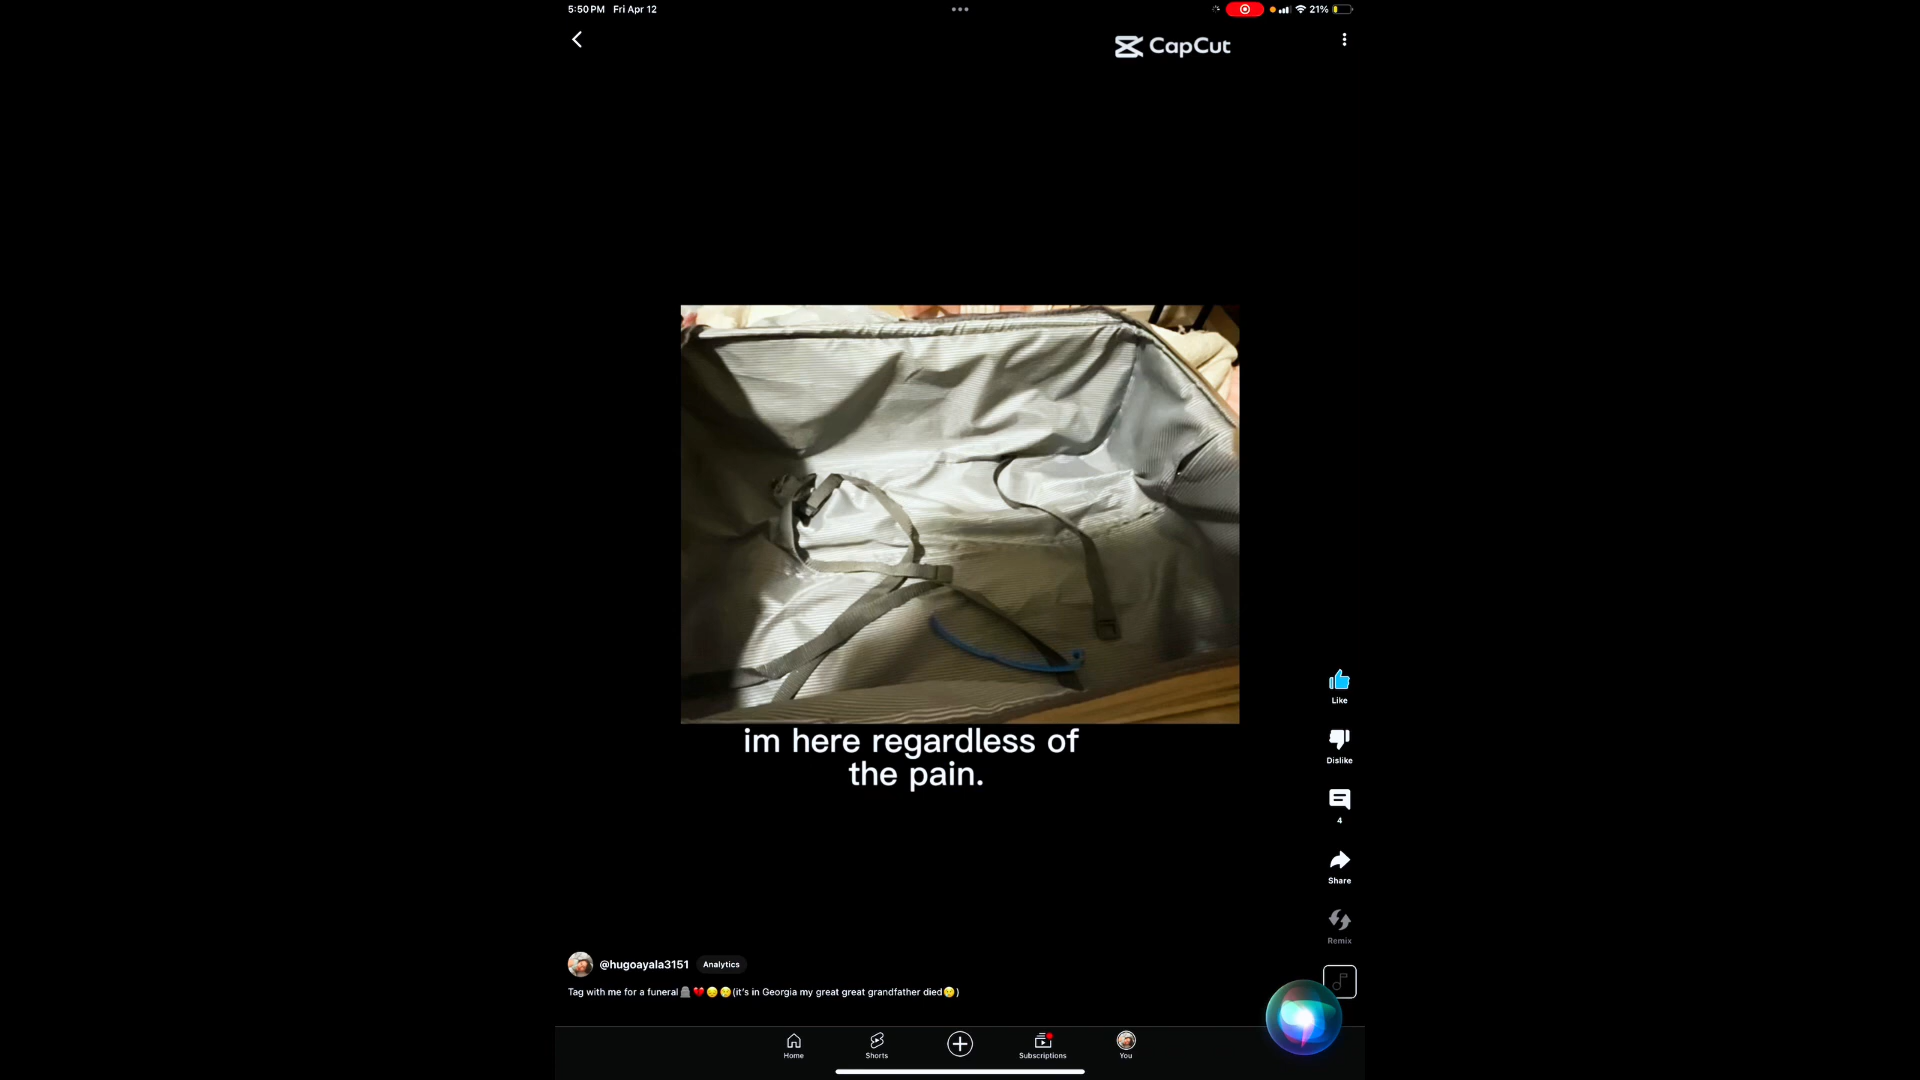 5:50 PM Fri Apr 12
21%
CapCut
im here regardless of
the pain.
Like
Dislike
4
Share
Remix
@hugoayala3151 Analytics
Tag with me for a funeral🪦💔😔😢(it's in Georgia my great great grandfather died🥺)
Home Shorts Subscriptions You